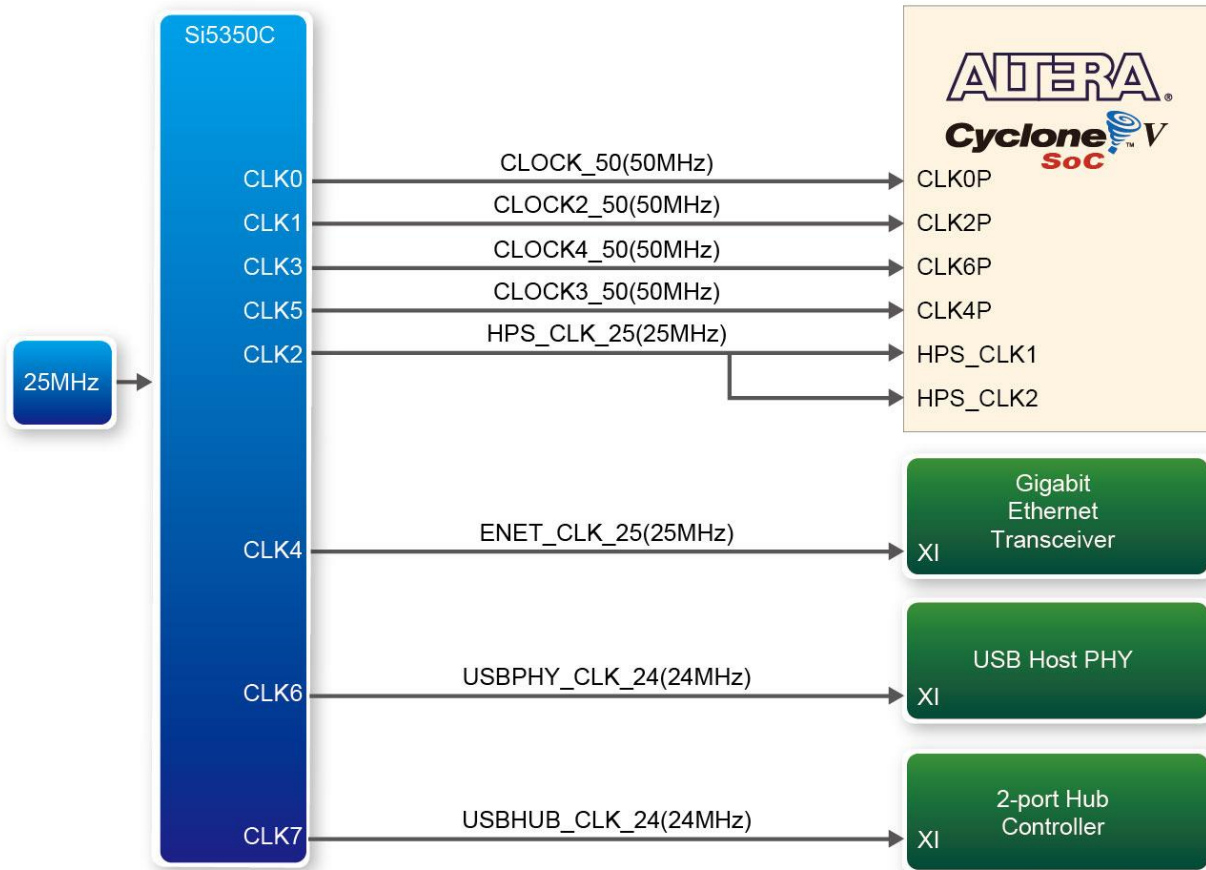 Si5350C
ALTERA®
Cyclone™ V
SoC
CLK0 CLOCK_50(50MHz) CLK0P
CLK1 CLOCK2_50(50MHz) CLK2P
CLK3 CLOCK4_50(50MHz) CLK6P
CLK5 CLOCK3_50(50MHz) CLK4P
CLK2 HPS_CLK_25(25MHz) HPS_CLK1
25MHz
HPS_CLK2
Gigabit
Ethernet
Transceiver
CLK4 ENET_CLK_25(25MHz) XI
USB Host PHY
CLK6 USBPHY_CLK_24(24MHz) XI
2-port Hub
Controller
CLK7 USBHUB_CLK_24(24MHz) XI